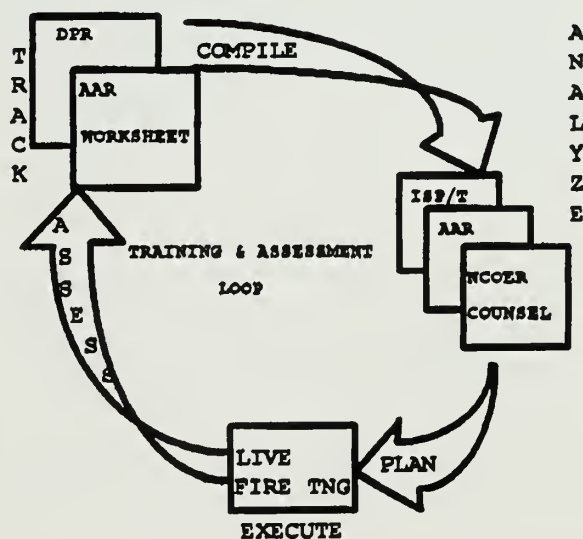 TRACK
DPR
AAR
WORKSHEET
COMPILE
ANALYZE
ISP/T
AAR
NCOER
COUNSEL
TRAINING & ASSESSMENT
LOOP
ASSESS
PLAN
LIVE
FIRE TNG
EXECUTE